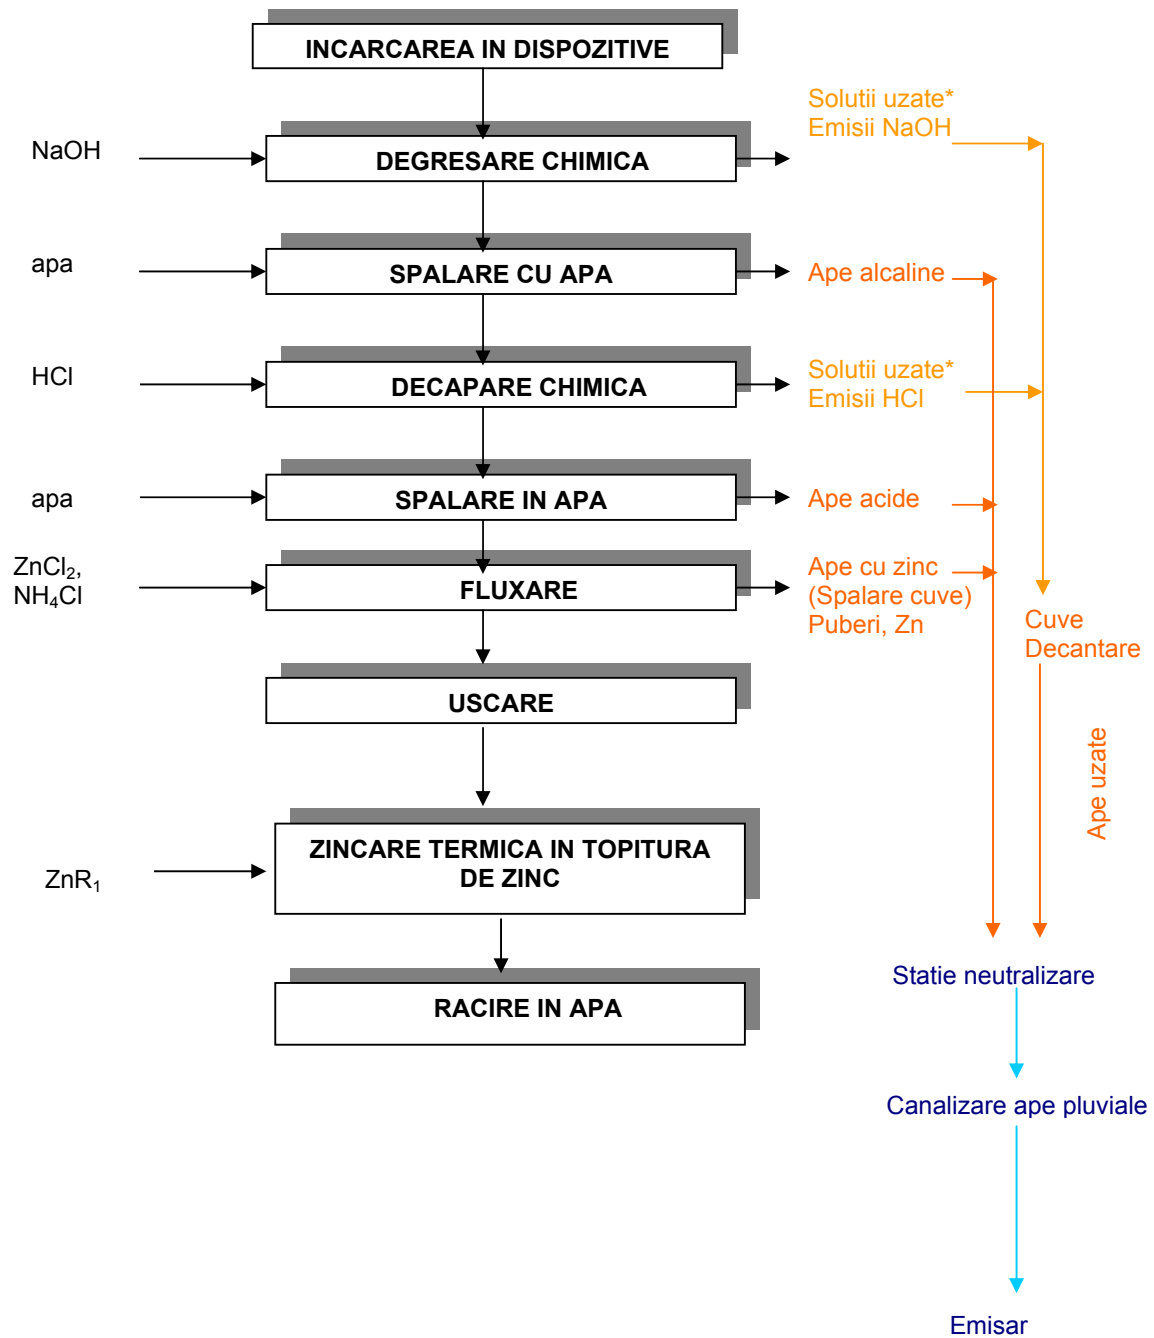 INCARCAREA IN DISPOZITIVE
Solutii uzate*
Emisii NaOH
NaOH
DEGRESARE CHIMICA
apa
SPALARE CU APA
Ape alcaline
HCl
DECAPARE CHIMICA
Solutii uzate*
Emisii HCl
apa
SPALARE IN APA
Ape acide
ZnCl₂,
NH₄Cl
FLUXARE
Ape cu zinc
(Spalare cuve)
Puberi, Zn
Cuve
Decantare
USCARE
Ape uzate
ZINCARE TERMICA IN TOPITURA
DE ZINC
ZnR₁
Statie neutralizare
RACIRE IN APA
Canalizare ape pluviale
Emisar